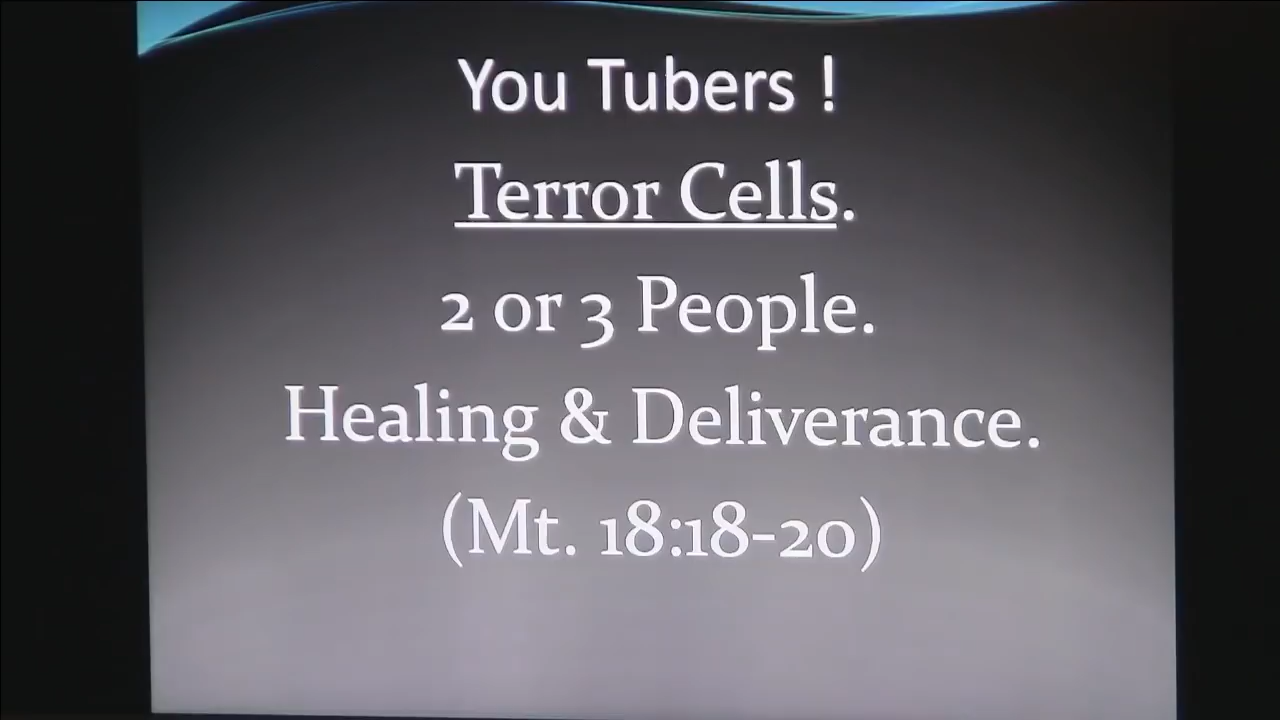 You Tubers !
Terror Cells.
2 or 3 People.
Healing & Deliverance.
(Mt. 18:18-20)